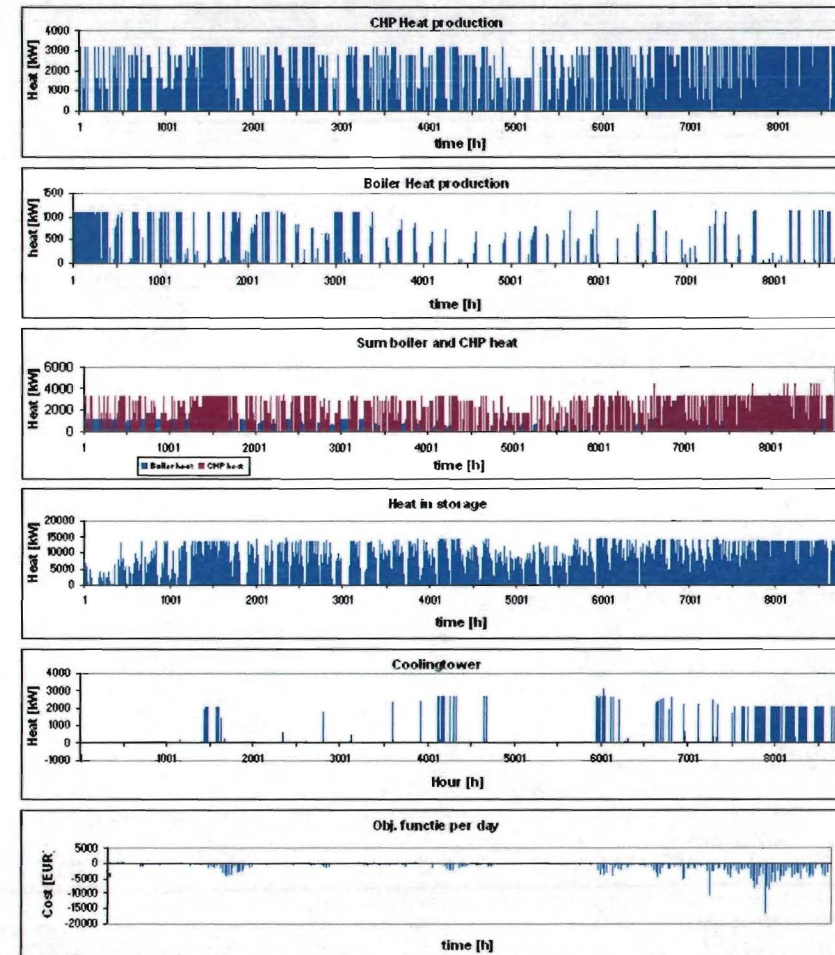 CHP Heat production
Heat [kW]
4000
3000
2000
1000
0
1 1001 2001 3001 4001 5001 6001 7001 8001
time [h]
Boiler Heat production
heat [kW]
1500
1000
500
0
1 1001 2001 3001 4001 5001 6001 7001 8001
time [h]
Sum boiler and CHP heat
Heat [kW]
6000
4000
2000
0
1 1001 2001 3001 4001 5001 6001 7001 8001
Boiler heat CHP heat
time [h]
Heat in storage
Heat [kW]
20000
15000
10000
5000
0
1 1001 2001 3001 4001 5001 6001 7001 8001
time [h]
Coolingtower
Heat [kW]
4000
3000
2000
1000
0
-1000
1 1001 2001 3001 4001 5001 6001 7001 8001
Hour [h]
Obj. functie per day
Cost [EUR]
5000
0
-5000
-10000
-15000
-20000
time [h]